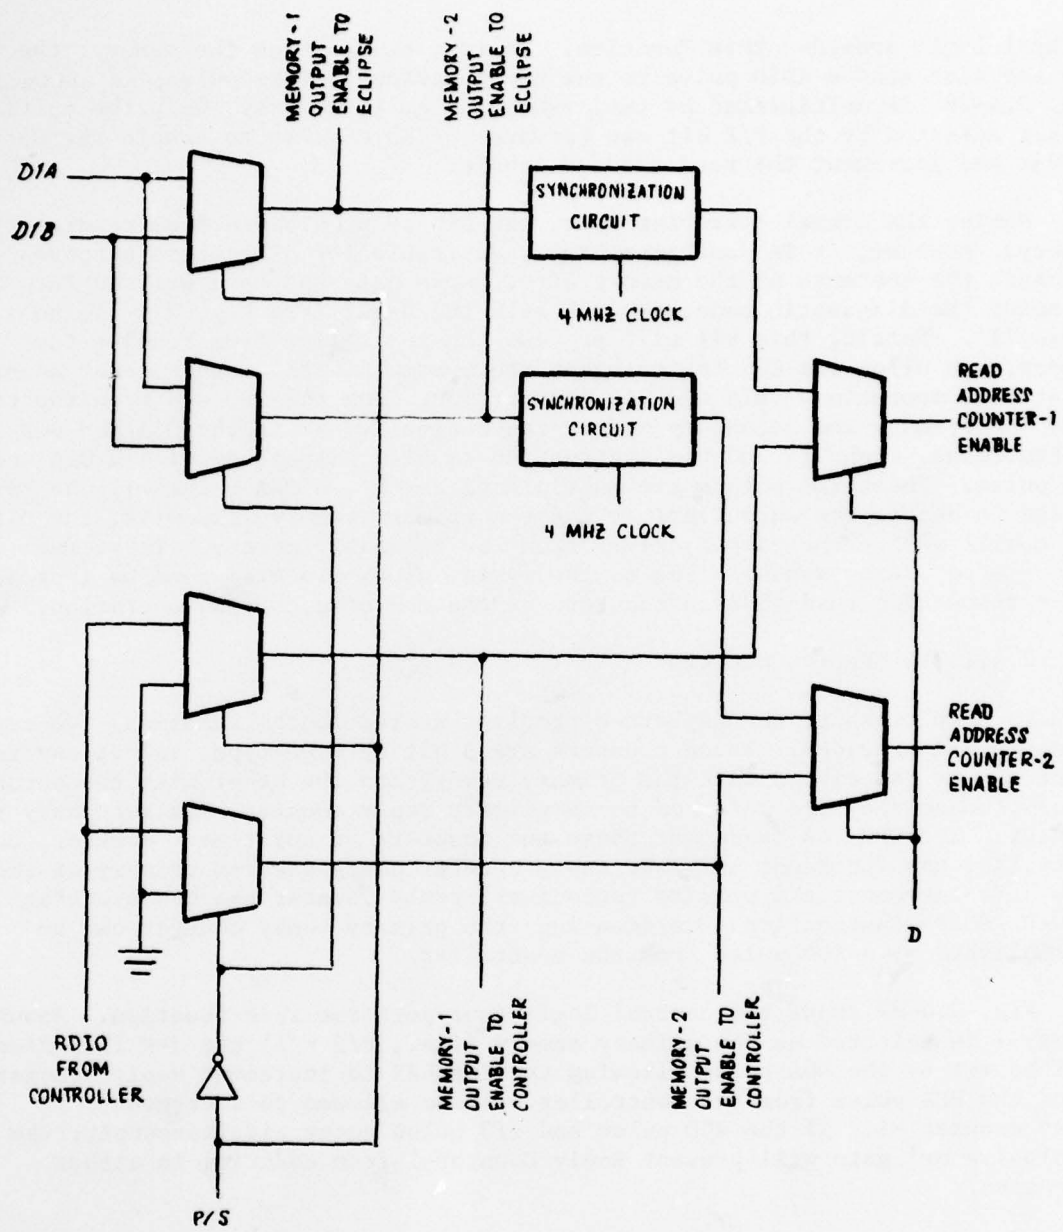 MEMORY-1
OUTPUT
ENABLE TO
ECLIPSE
MEMORY-2
OUTPUT
ENABLE TO
ECLIPSE
DIA
DIB
SYNCHRONIZATION
CIRCUIT
4 MHZ CLOCK
SYNCHRONIZATION
CIRCUIT
4 MHZ CLOCK
READ
ADDRESS
COUNTER-1
ENABLE
READ
ADDRESS
COUNTER-2
ENABLE
D
RDIO
FROM
CONTROLLER
MEMORY-1
OUTPUT
ENABLE TO
CONTROLLER
MEMORY-2
OUTPUT
ENABLE TO
CONTROLLER
P/S